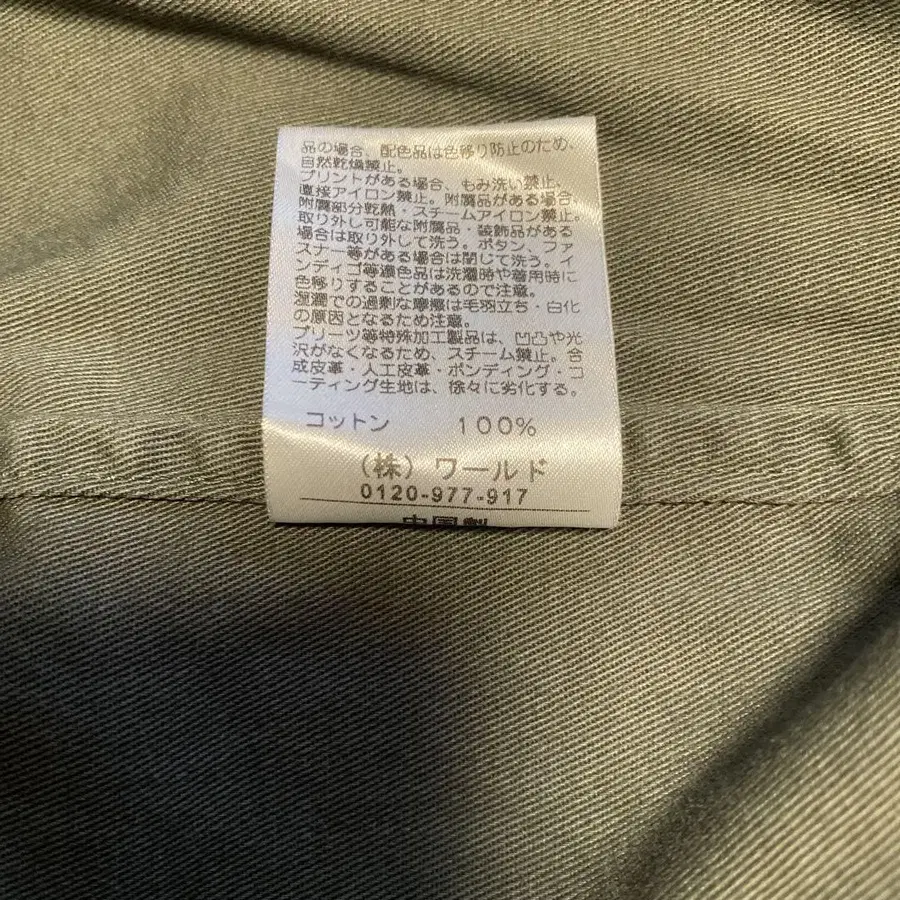 品の場合、配色品は色移り防止のため、
自然乾燥禁止。
プリントがある場合、もみ洗い禁止、
直接アイロン禁止。附属品がある場合、
附属部分乾熱・スチームアイロン禁止。
取り外し可能な附属品・装飾品がある
場合は取り外して洗う。ボタン、ファ
スナー等がある場合は閉じて洗う。イ
ンディゴ等濃色品は洗濯時や着用時に
色移りすることがあるので注意。
湿潤での過剰な摩擦は毛羽立ち・白化
の原因となるため注意。
プリーツ等特殊加工製品は、凹凸や光
沢がなくなるため、スチーム禁止。合
成皮革・人工皮革・ボンディング・コ
ーティング生地は、徐々に劣化する。
コットン 100%
(株)ワールド
0120-977-917
中国製